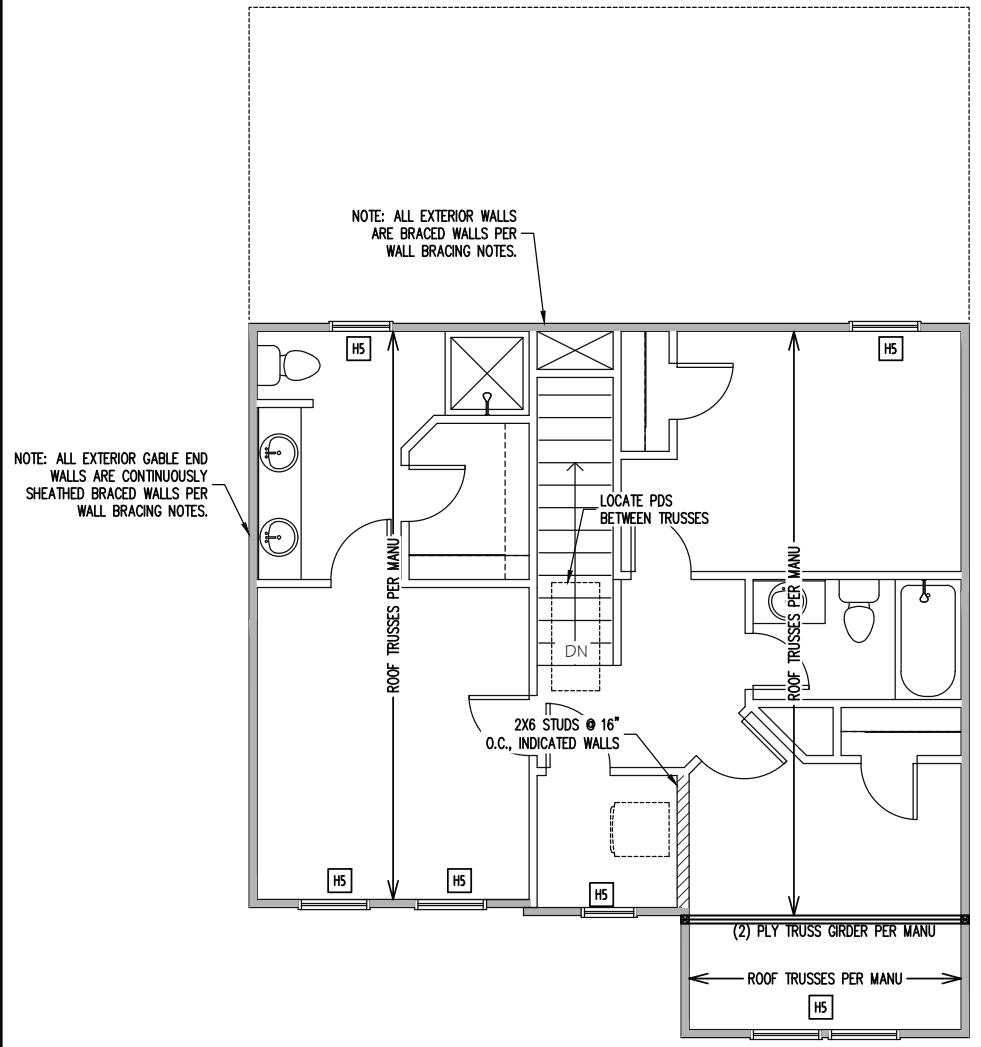 NOTE: ALL EXTERIOR WALLS
ARE BRACED WALLS PER
WALL BRACING NOTES.
H5
H5
NOTE: ALL EXTERIOR GABLE END
WALLS ARE CONTINUOUSLY
SHEATHED BRACED WALLS PER
WALL BRACING NOTES.
LOCATE PDS
BETWEEN TRUSSES
ROOF TRUSSES PER MANU
ROOF TRUSSES PER MANU
DN
2X6 STUDS @ 16"
O.C., INDICATED WALLS
H5
H5
H5
(2) PLY TRUSS GIRDER PER MANU
ROOF TRUSSES PER MANU
H5